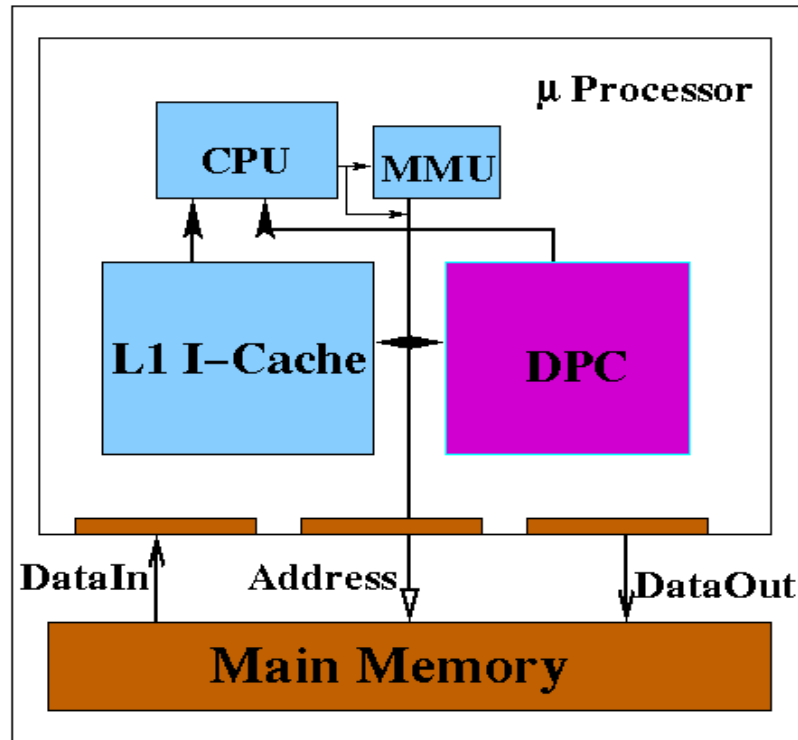 μ Processor
CPU
MMU
L1 I-Cache
DPC
DataIn
Address
DataOut
Main Memory